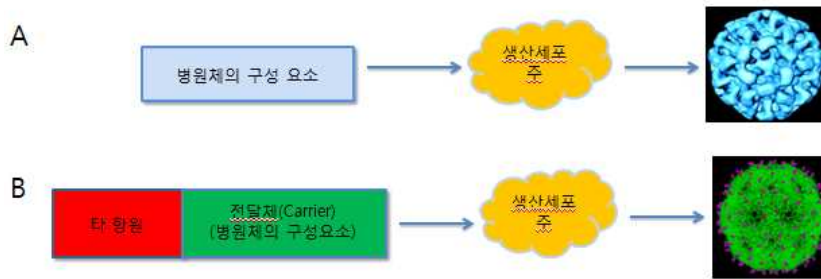 A
병원체의 구성 요소
생산세포
주
B
타 항원
전달체(Carrier)
(병원체의 구성요소)
생산세포
주